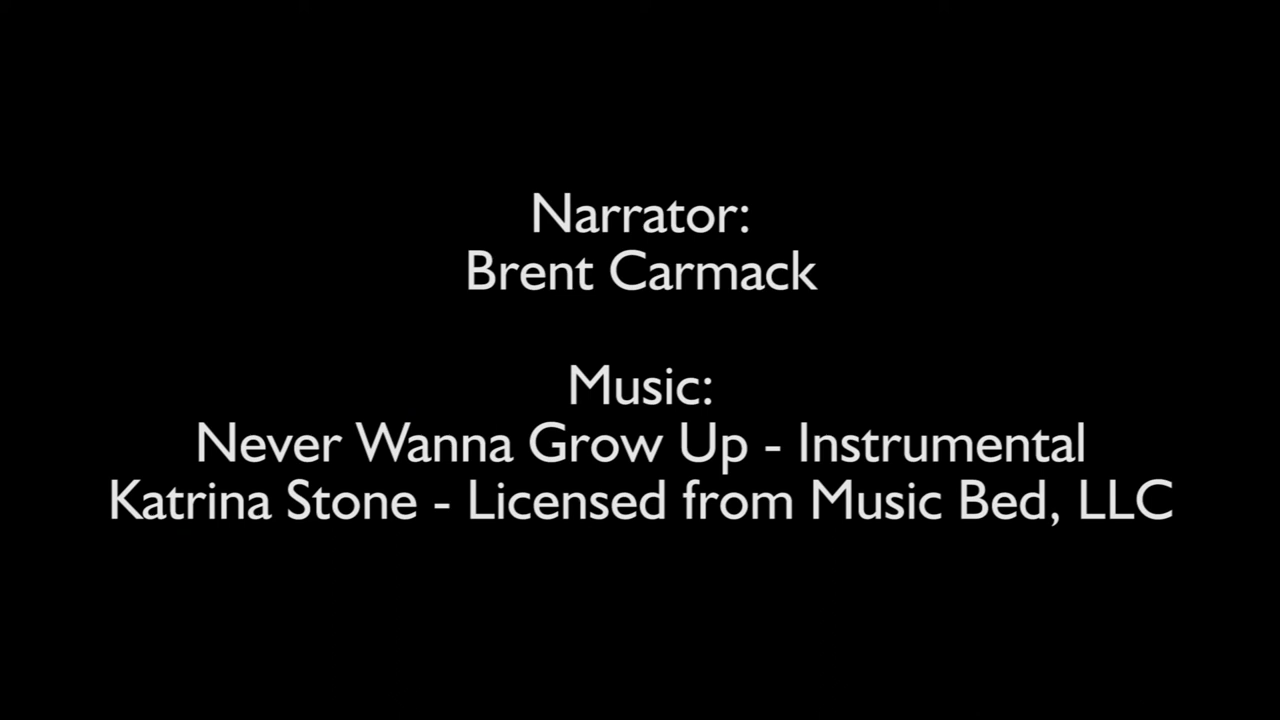 Narrator:
Brent Carmack
Music:
Never Wanna Grow Up - Instrumental
Katrina Stone - Licensed from Music Bed, LLC